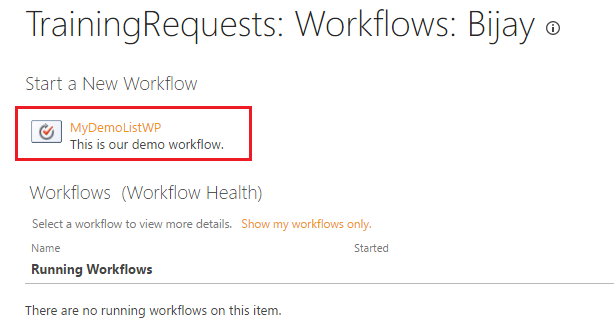 TrainingRequests: Workflows: Bijay
Start a New Workflow
MyDemoListWP
This is our demo workflow.
Workflows (Workflow Health)
Select a workflow to view more details. Show my workflows only.
Name Started
Running Workflows
There are no running workflows on this item.